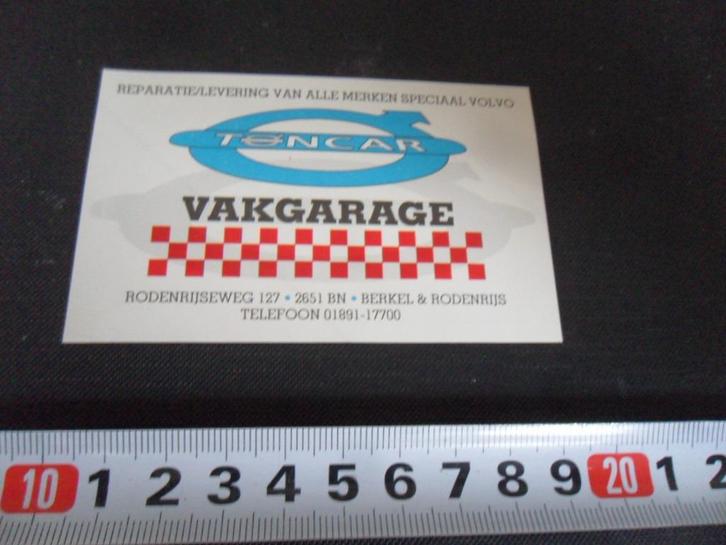 REPARATIE/LEVERING VAN ALLE MERKEN SPECIAAL VOLVO
TONCAR
VAKGARAGE
RODENRIJSEWEG 127 • 2651 BN • BERKEL & RODENRIJS
TELEFOON 01891-17700
10 1 2 3 4 5 6 7 8 9 20 1 2